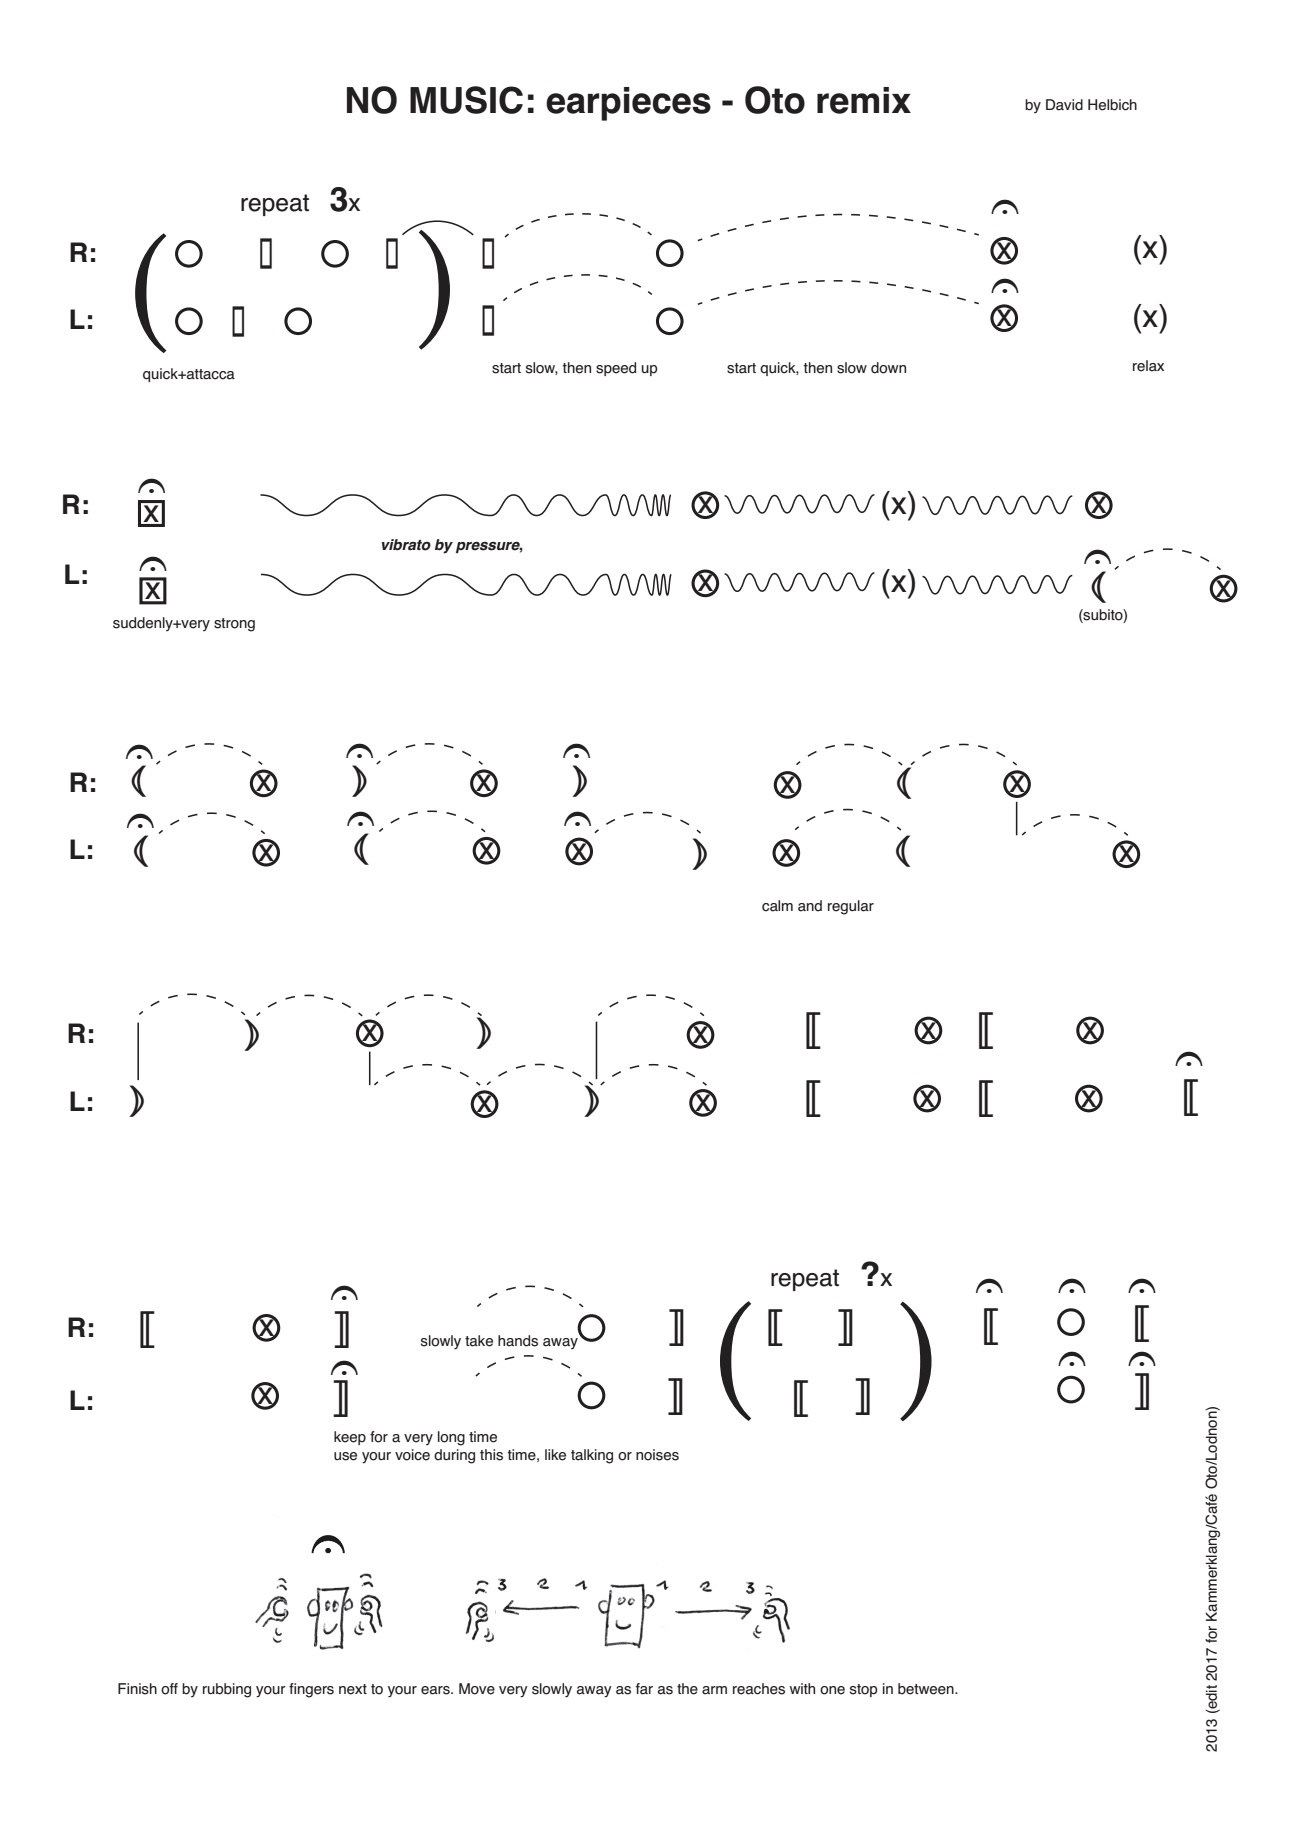 NO MUSIC: earpieces - Oto remix
by David Helbich
repeat 3x
R:
L:
(x)
(x)
quick+attacca
start slow, then speed up
start quick, then slow down
relax
R:
X
X (x) X
vibrato by pressure,
L:
X
X (x) X
suddenly+very strong
(subito)
R:
X X X X
L:
X X X X X
calm and regular
R:
X X X X
L:
X X X X
repeat ?x
R:
X
slowly take hands away
L:
X
keep for a very long time
use your voice during this time, like talking or noises
3 2 1 1 2 3
Finish off by rubbing your fingers next to your ears. Move very slowly away as far as the arm reaches with one stop in between.
2013 (edit 2017 for Kammerklang/Café Oto/Lodnon)